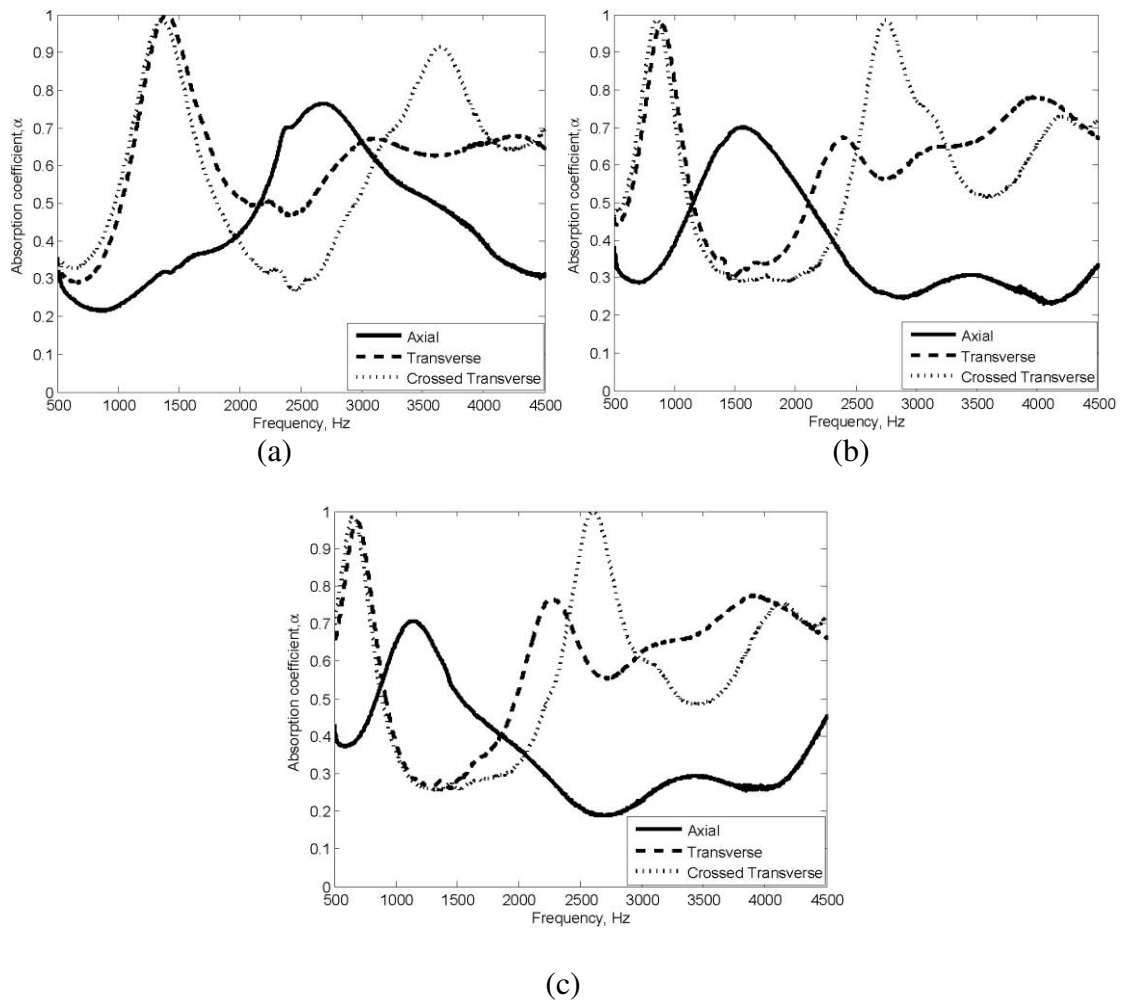 1
0.9
0.8
0.7
0.6
0.5
0.4
0.3
0.2
0.1
0
Absorption coefficient,α
500 1000 1500 2000 2500 3000 3500 4000 4500
Frequency, Hz
Axial
Transverse
Crossed Transverse
(a)
1
0.9
0.8
0.7
0.6
0.5
0.4
0.3
0.2
0.1
0
Absorption coefficient,α
500 1000 1500 2000 2500 3000 3500 4000 4500
Frequency, Hz
Axial
Transverse
Crossed Transverse
(b)
1
0.9
0.8
0.7
0.6
0.5
0.4
0.3
0.2
0.1
0
Absorption coefficient,α
500 1000 1500 2000 2500 3000 3500 4000 4500
Frequency, Hz
Axial
Transverse
Crossed Transverse
(c)